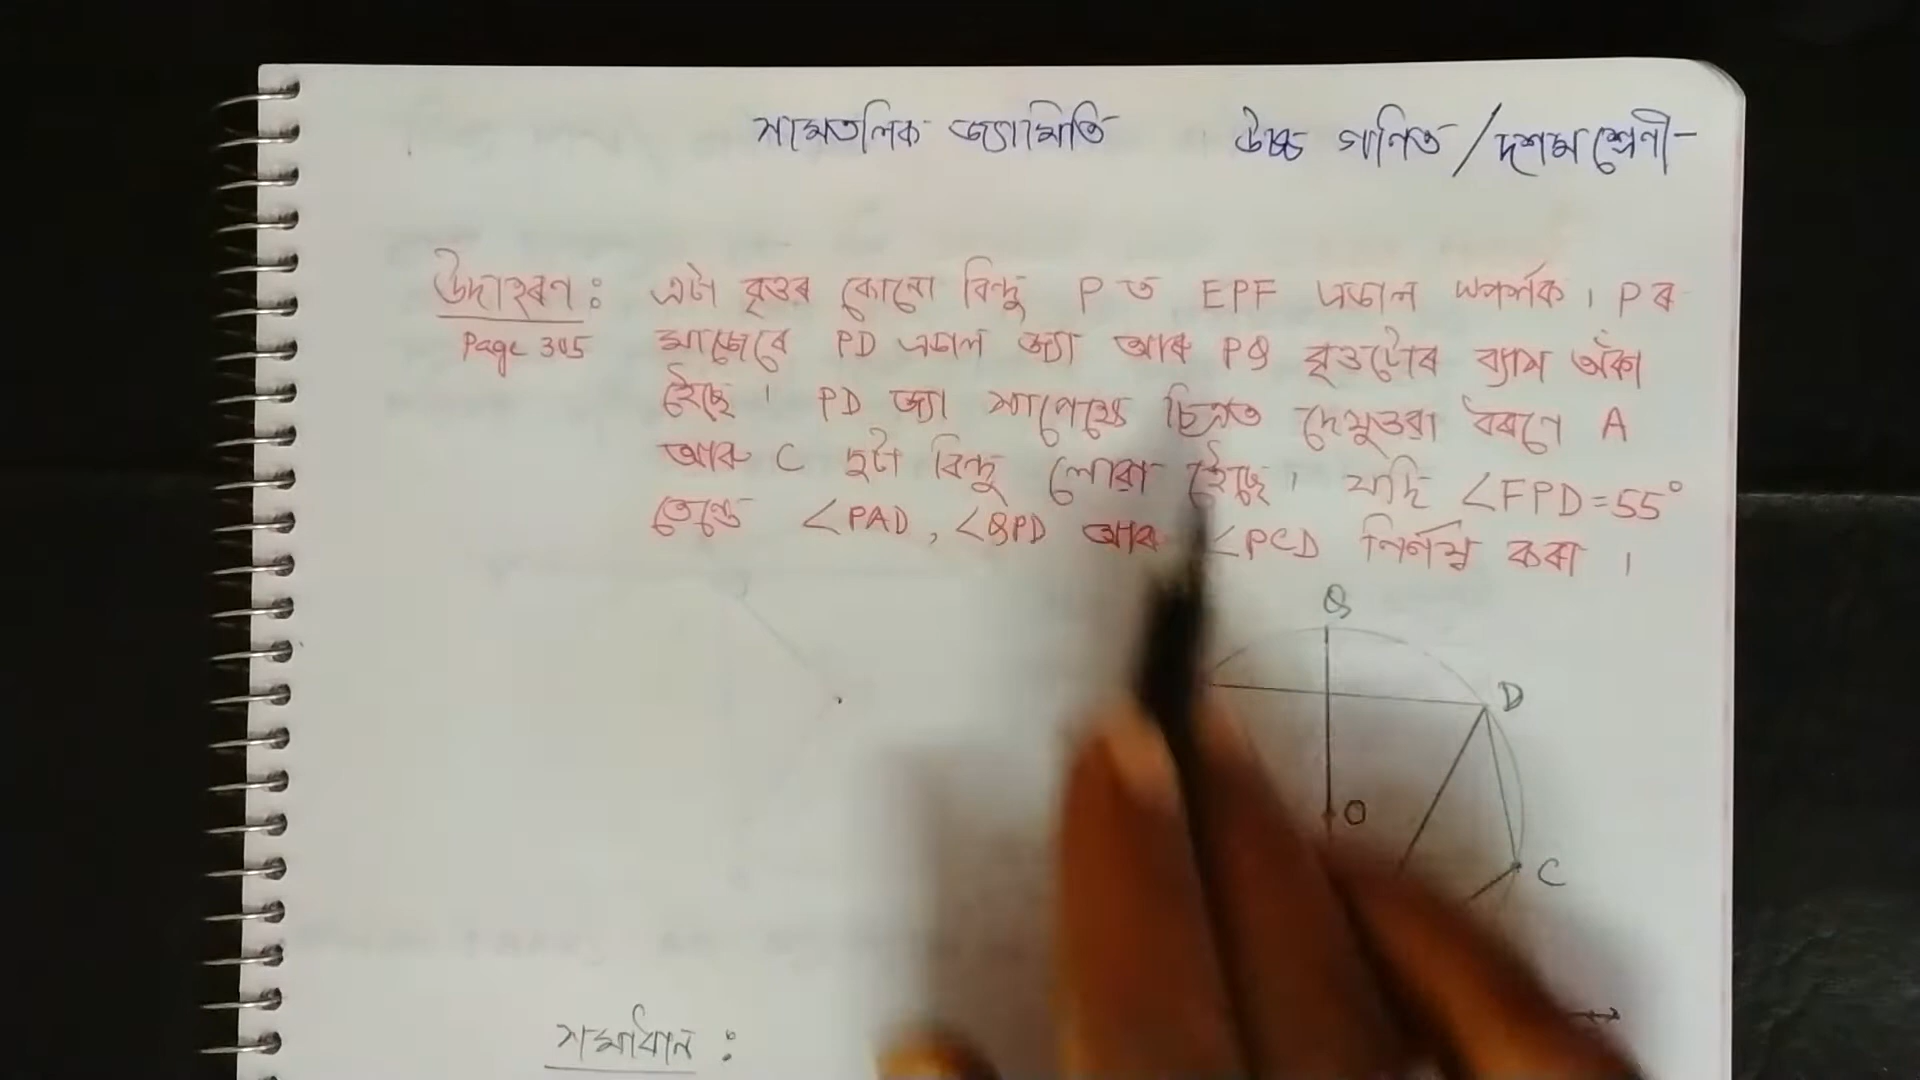 সামতলিক জ্যামিতি উচ্চ গণিত/দশম শ্ৰেণী
উদাহৰণ: এটা বৃত্তৰ কোনো বিন্দু P ত EPF এডাল স্পৰ্শক। P ৰ
Page 305 মাজেৰে PD এডাল জ্যা আৰু PQ বৃত্তটোৰ ব্যাস অঁকা
হৈছে। PD জ্যা সাপেক্ষে চিত্ৰত দেখুওৱা ধৰণে A
আৰু C দুটা বিন্দু লোৱা হৈছে। যদি ∠FPD=55°
তেন্তে ∠PAD, ∠QPD আৰু ∠PCD নিৰ্ণয় কৰা।
Q
D
O
C
সমাধান: